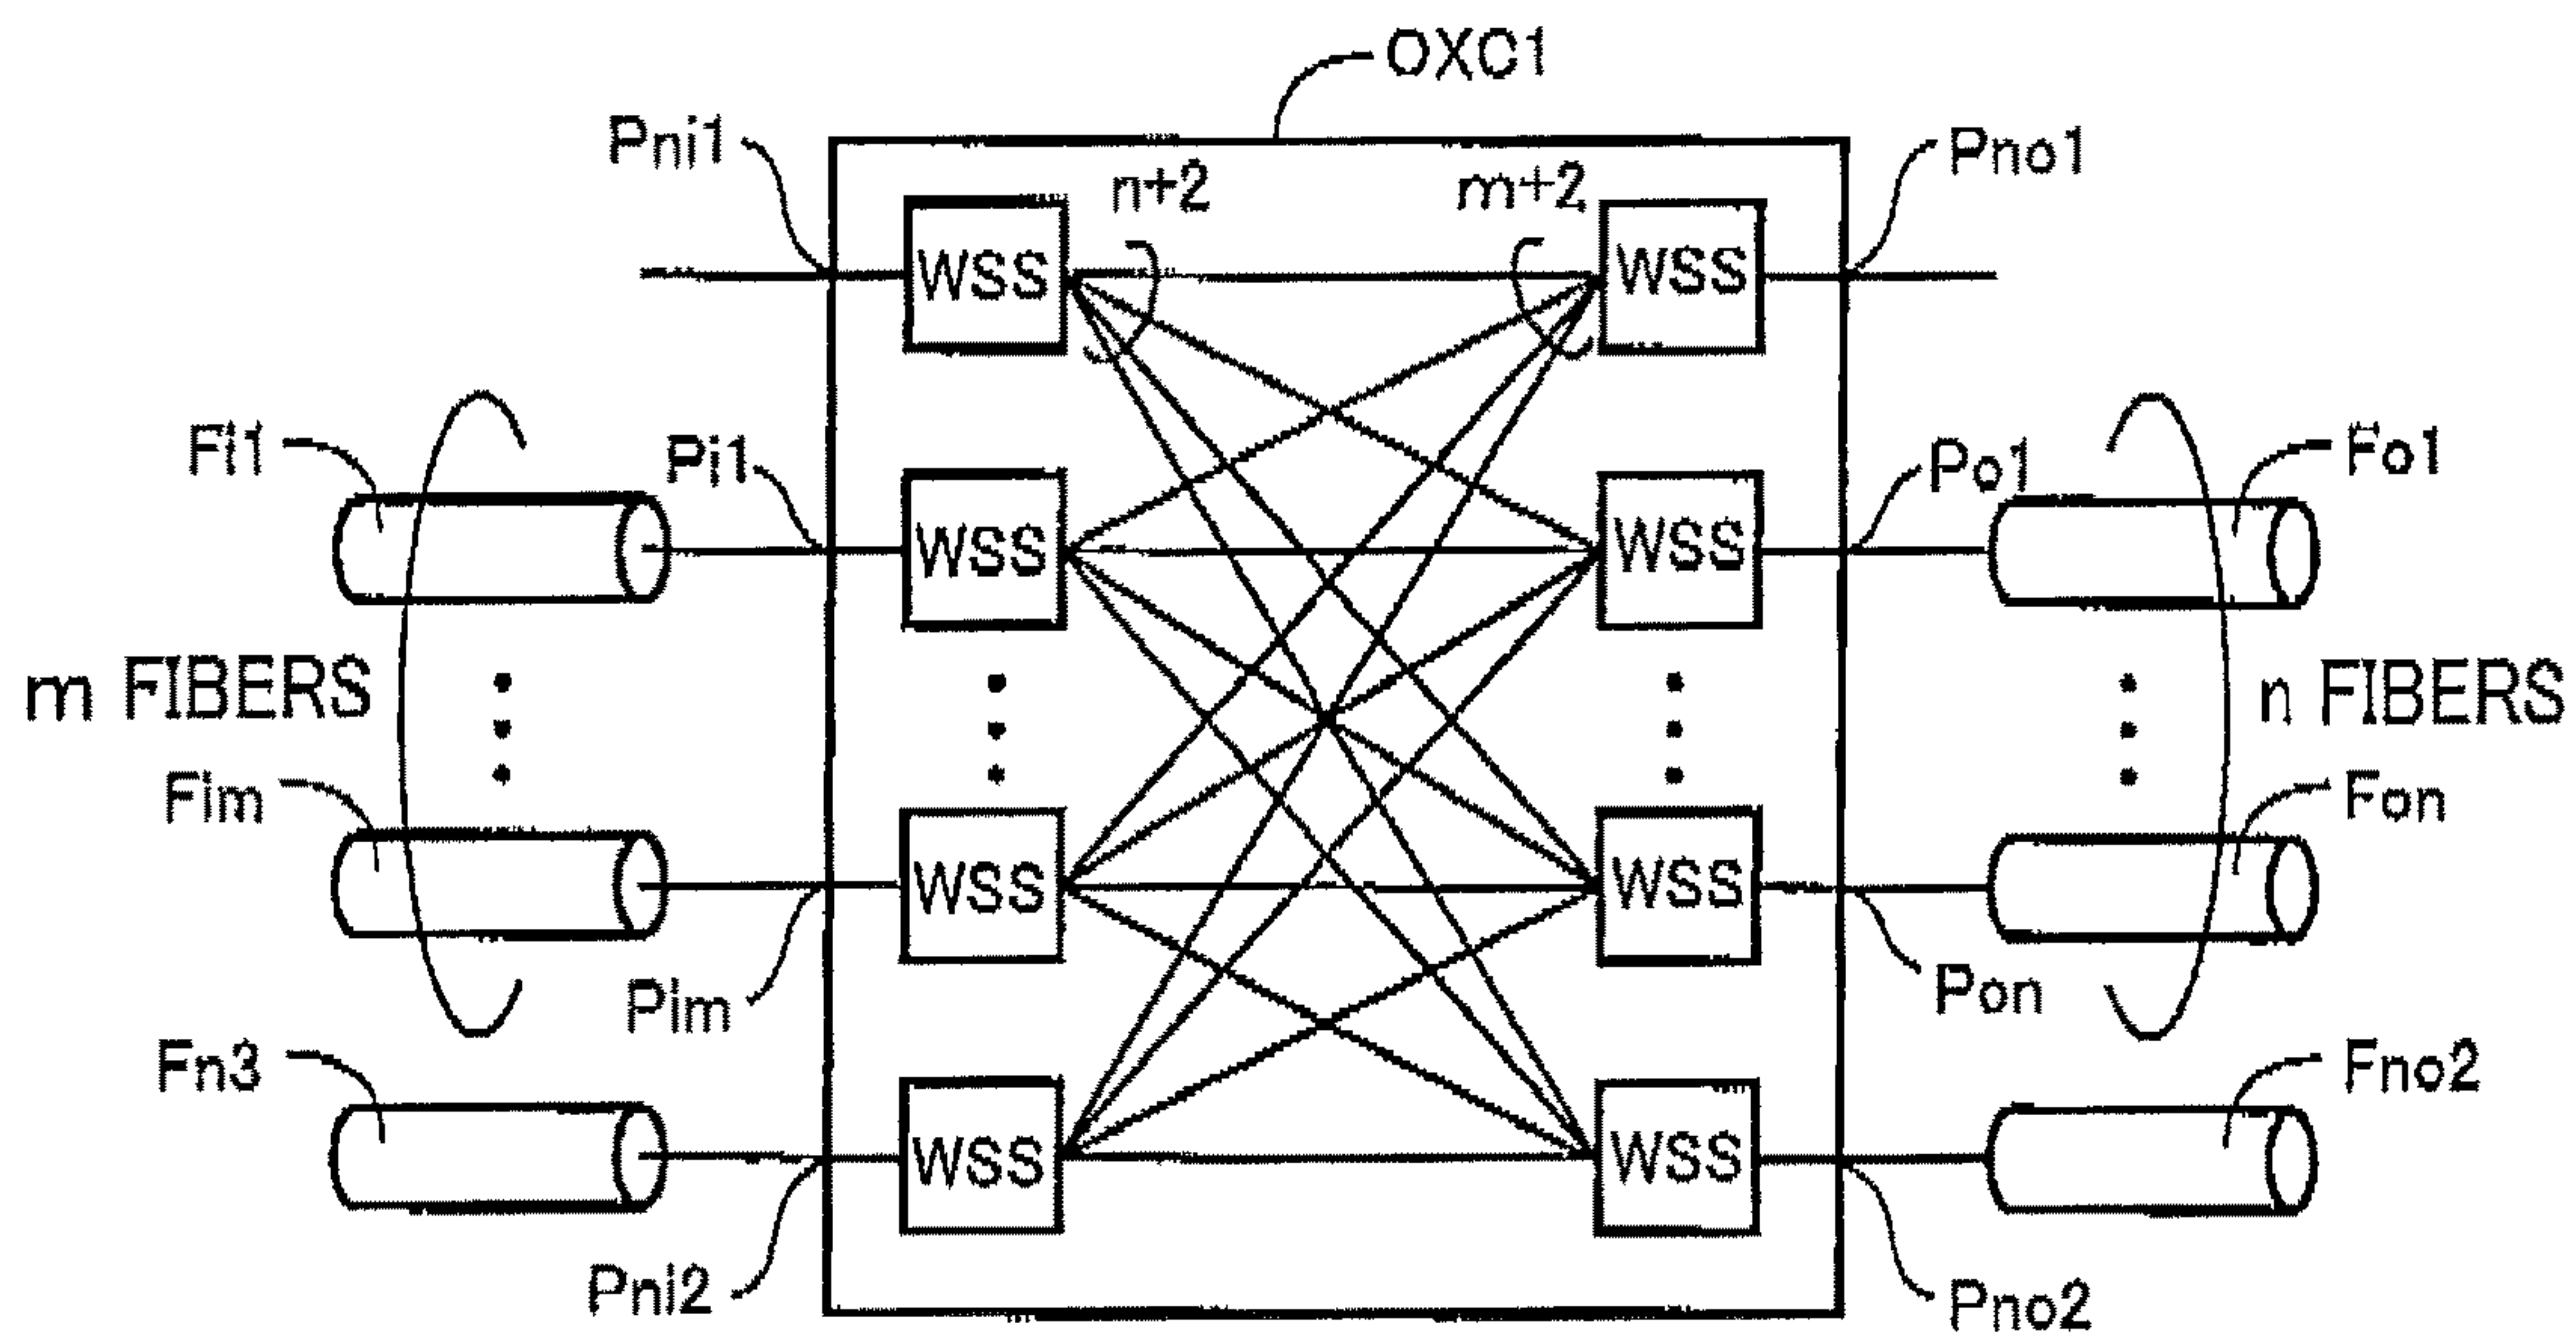 OXC1
Pni1
Pno1
n+2
m+2
WSS
WSS
Fi1
Pi1
Po1
Fo1
WSS
WSS
m FIBERS
n FIBERS
Fim
Fon
WSS
WSS
Pim
Pon
Fn3
Fno2
WSS
WSS
Pni2
Pno2